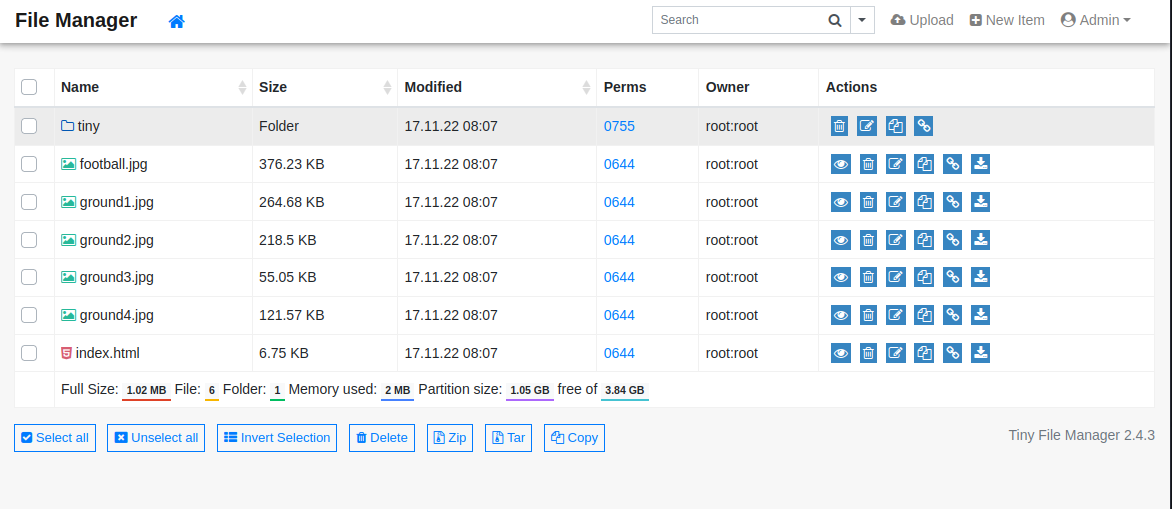 File Manager Search Upload New Item Admin
Name Size Modified Perms Owner Actions
tiny Folder 17.11.22 08:07 0755 root:root
football.jpg 376.23 KB 17.11.22 08:07 0644 root:root
ground1.jpg 264.68 KB 17.11.22 08:07 0644 root:root
ground2.jpg 218.5 KB 17.11.22 08:07 0644 root:root
ground3.jpg 55.05 KB 17.11.22 08:07 0644 root:root
ground4.jpg 121.57 KB 17.11.22 08:07 0644 root:root
index.html 6.75 KB 17.11.22 08:07 0644 root:root
Full Size: 1.02 MB File: 6 Folder: 1 Memory used: 2 MB Partition size: 1.05 GB free of 3.84 GB
Select all Unselect all Invert Selection Delete Zip Tar Copy Tiny File Manager 2.4.3